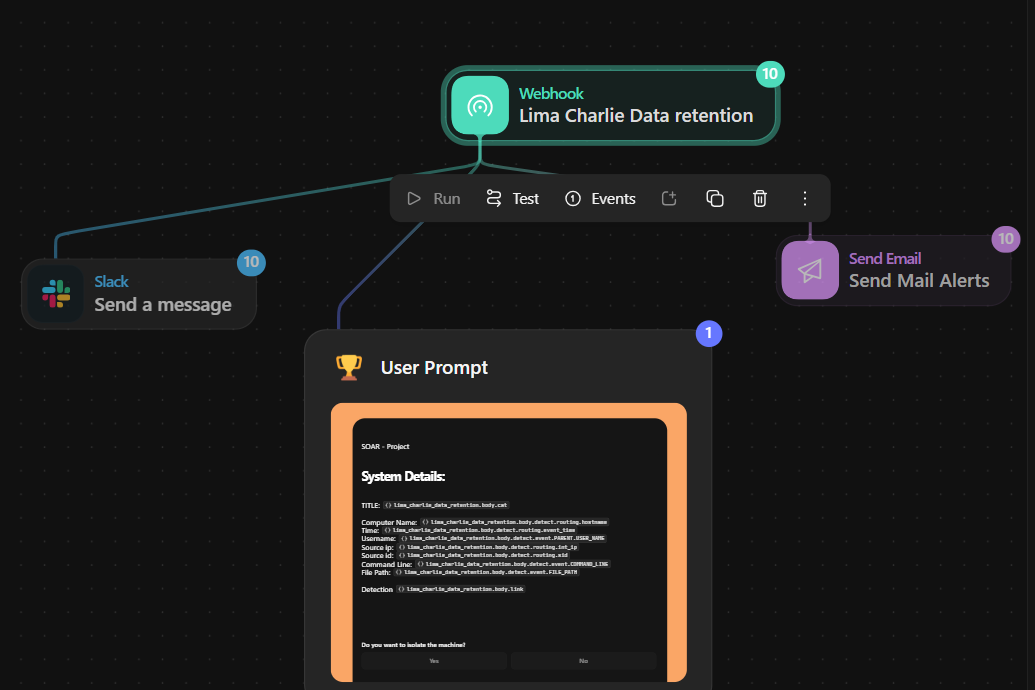 10
Webhook
Lima Charlie Data retention
Run Test Events
10
Slack
Send a message
10
Send Email
Send Mail Alerts
1
User Prompt
SOAR - Project
System Details:
TITLE: {} lima_charlie_data_retention.body.cat
Computer Name: {} lima_charlie_data_retention.body.detect.routing.hostname
Time: {} lima_charlie_data_retention.body.detect.routing.event_time
Username: {} lima_charlie_data_retention.body.detect.event.PARENT.USER_NAME
Source ip: {} lima_charlie_data_retention.body.detect.routing.int_ip
Source id: {} lima_charlie_data_retention.body.detect.routing.sid
Command Line: {} lima_charlie_data_retention.body.detect.event.COMMAND_LINE
File Path: {} lima_charlie_data_retention.body.detect.event.FILE_PATH
Detection {} lima_charlie_data_retention.body.link
Do you want to isolate the machine?
Yes No